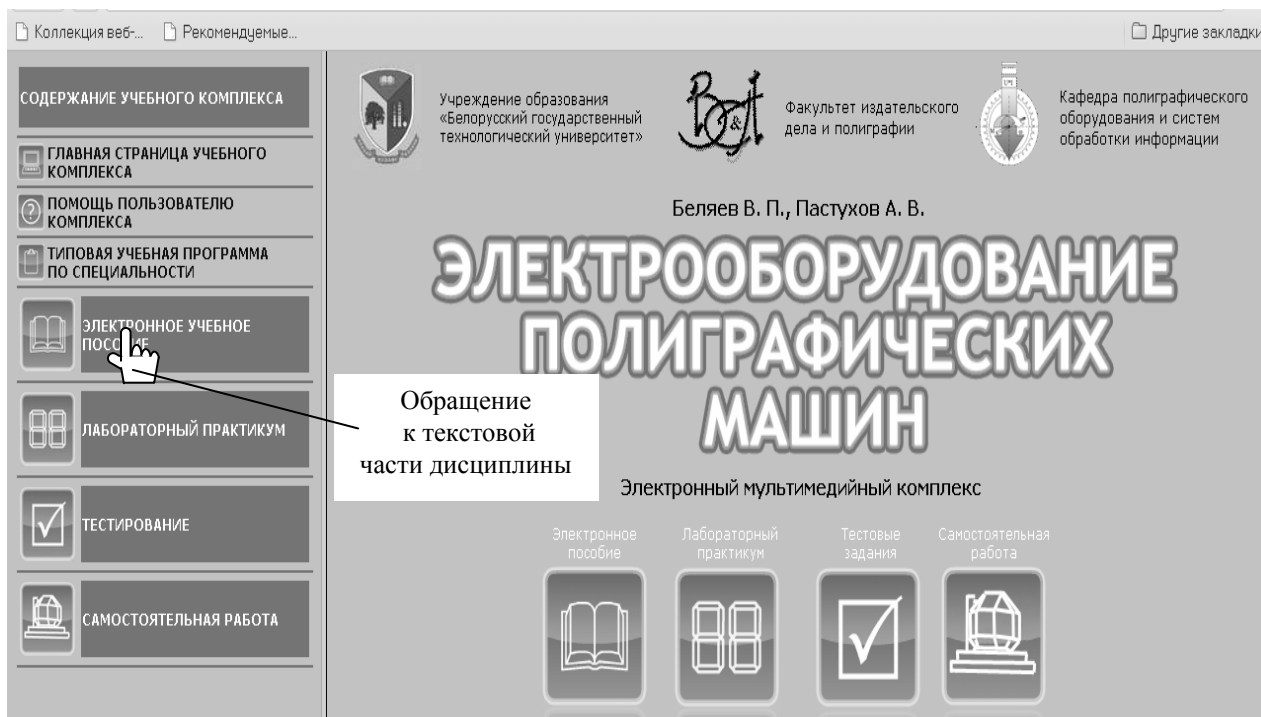 Коллекция веб-...
Рекомендуемые...
Другие закладки
СОДЕРЖАНИЕ УЧЕБНОГО КОМПЛЕКСА
ГЛАВНАЯ СТРАНИЦА УЧЕБНОГО
КОМПЛЕКСА
ПОМОЩЬ ПОЛЬЗОВАТЕЛЮ
КОМПЛЕКСА
ТИПОВАЯ УЧЕБНАЯ ПРОГРАММА
ПО СПЕЦИАЛЬНОСТИ
ЭЛЕКТРОННОЕ УЧЕБНОЕ
ПОСОБИЕ
ЛАБОРАТОРНЫЙ ПРАКТИКУМ
ТЕСТИРОВАНИЕ
САМОСТОЯТЕЛЬНАЯ РАБОТА
Учреждение образования
«Белорусский государственный
технологический университет»
Факультет издательского
дела и полиграфии
Кафедра полиграфического
оборудования и систем
обработки информации
Беляев В. П., Пастухов А. В.
ЭЛЕКТРООБОРУДОВАНИЕ
ПОЛИГРАФИЧЕСКИХ
МАШИН
Обращение
к текстовой
части дисциплины
Электронный мультимедийный комплекс
Электронное
пособие
Лабораторный
практикум
Тестовые
задания
Самостоятельная
работа